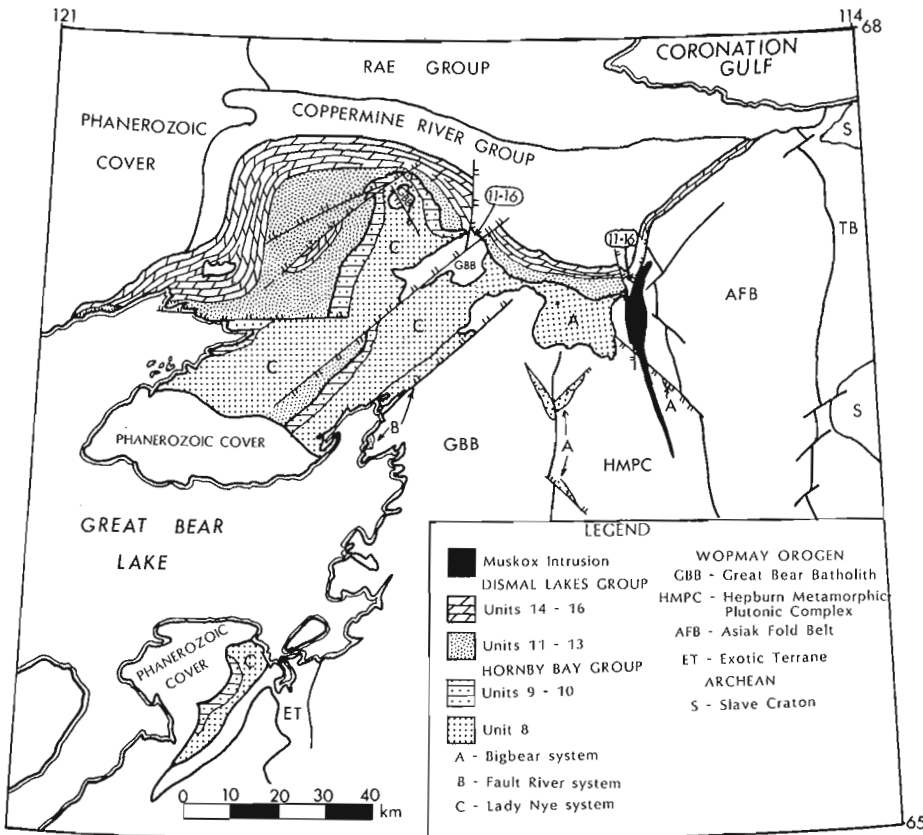 121
114
68
RAE GROUP
CORONATION
GULF
COPPERMINE RIVER GROUP
PHANEROZOIC
COVER
S
11-16
C
C
GBB
11-16
TB
AFB
A
C
A
S
B
PHANEROZOIC COVER
GBB
A
HMPC
GREAT BEAR
LAKE
PHANEROZOIC
COVER
C
ET
0 10 20 30 40
km
65
LEGEND
Muskox Intrusion
DISMAL LAKES GROUP
Units 14 - 16
Units 11 - 13
HORNBY BAY GROUP
Units 9 - 10
Unit 8
A - Bigbear system
B - Fault River system
C - Lady Nye system
WOPMAY OROGEN
GBB - Great Bear Batholith
HMPC - Hepburn Metamorphic
Plutonic Complex
AFB - Asiak Fold Belt
ET - Exotic Terrane
ARCHEAN
S - Slave Craton